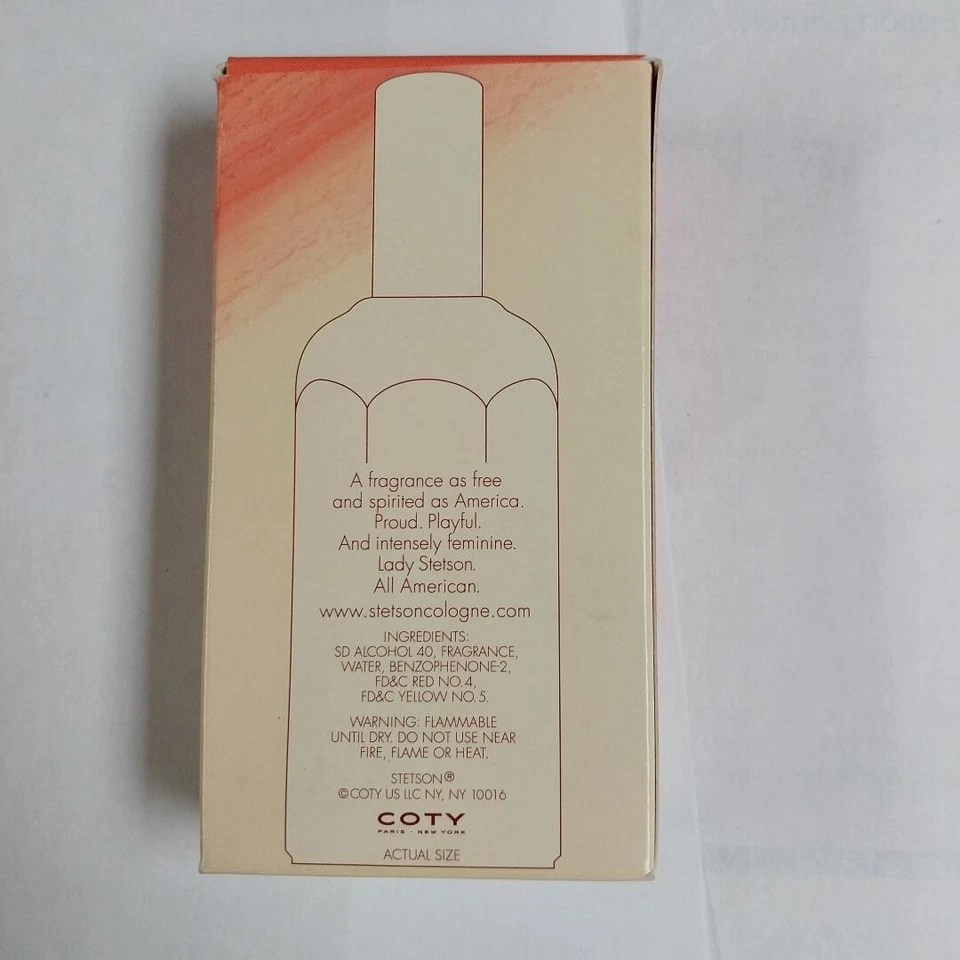 A fragrance as free
and spirited as America.
Proud. Playful.
And intensely feminine.
Lady Stetson.
All American.
www.stetsoncologne.com
INGREDIENTS:
SD ALCOHOL 40, FRAGRANCE,
WATER, BENZOPHENONE-2,
FD&C RED NO. 4,
FD&C YELLOW NO. 5.
WARNING: FLAMMABLE
UNTIL DRY. DO NOT USE NEAR
FIRE, FLAME OR HEAT.
STETSON®
©COTY US LLC NY, NY 10016
COTY
PARIS · NEW YORK
ACTUAL SIZE